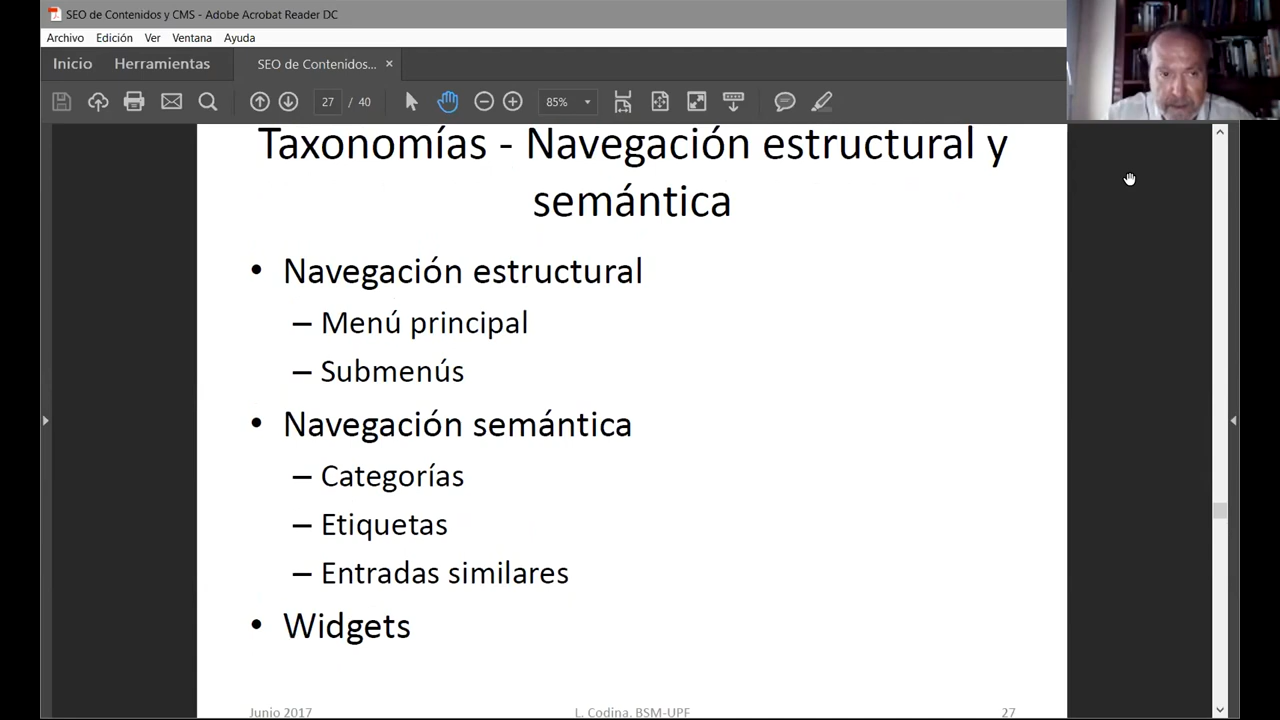 SEO de Contenidos y CMS - Adobe Acrobat Reader DC
Archivo Edición Ver Ventana Ayuda
Inicio Herramientas SEO de Contenidos... ×
27 / 40 85%
Taxonomías - Navegación estructural y
semántica
• Navegación estructural
– Menú principal
– Submenús
• Navegación semántica
– Categorías
– Etiquetas
– Entradas similares
• Widgets
Junio 2017 L. Codina. BSM-UPF 27